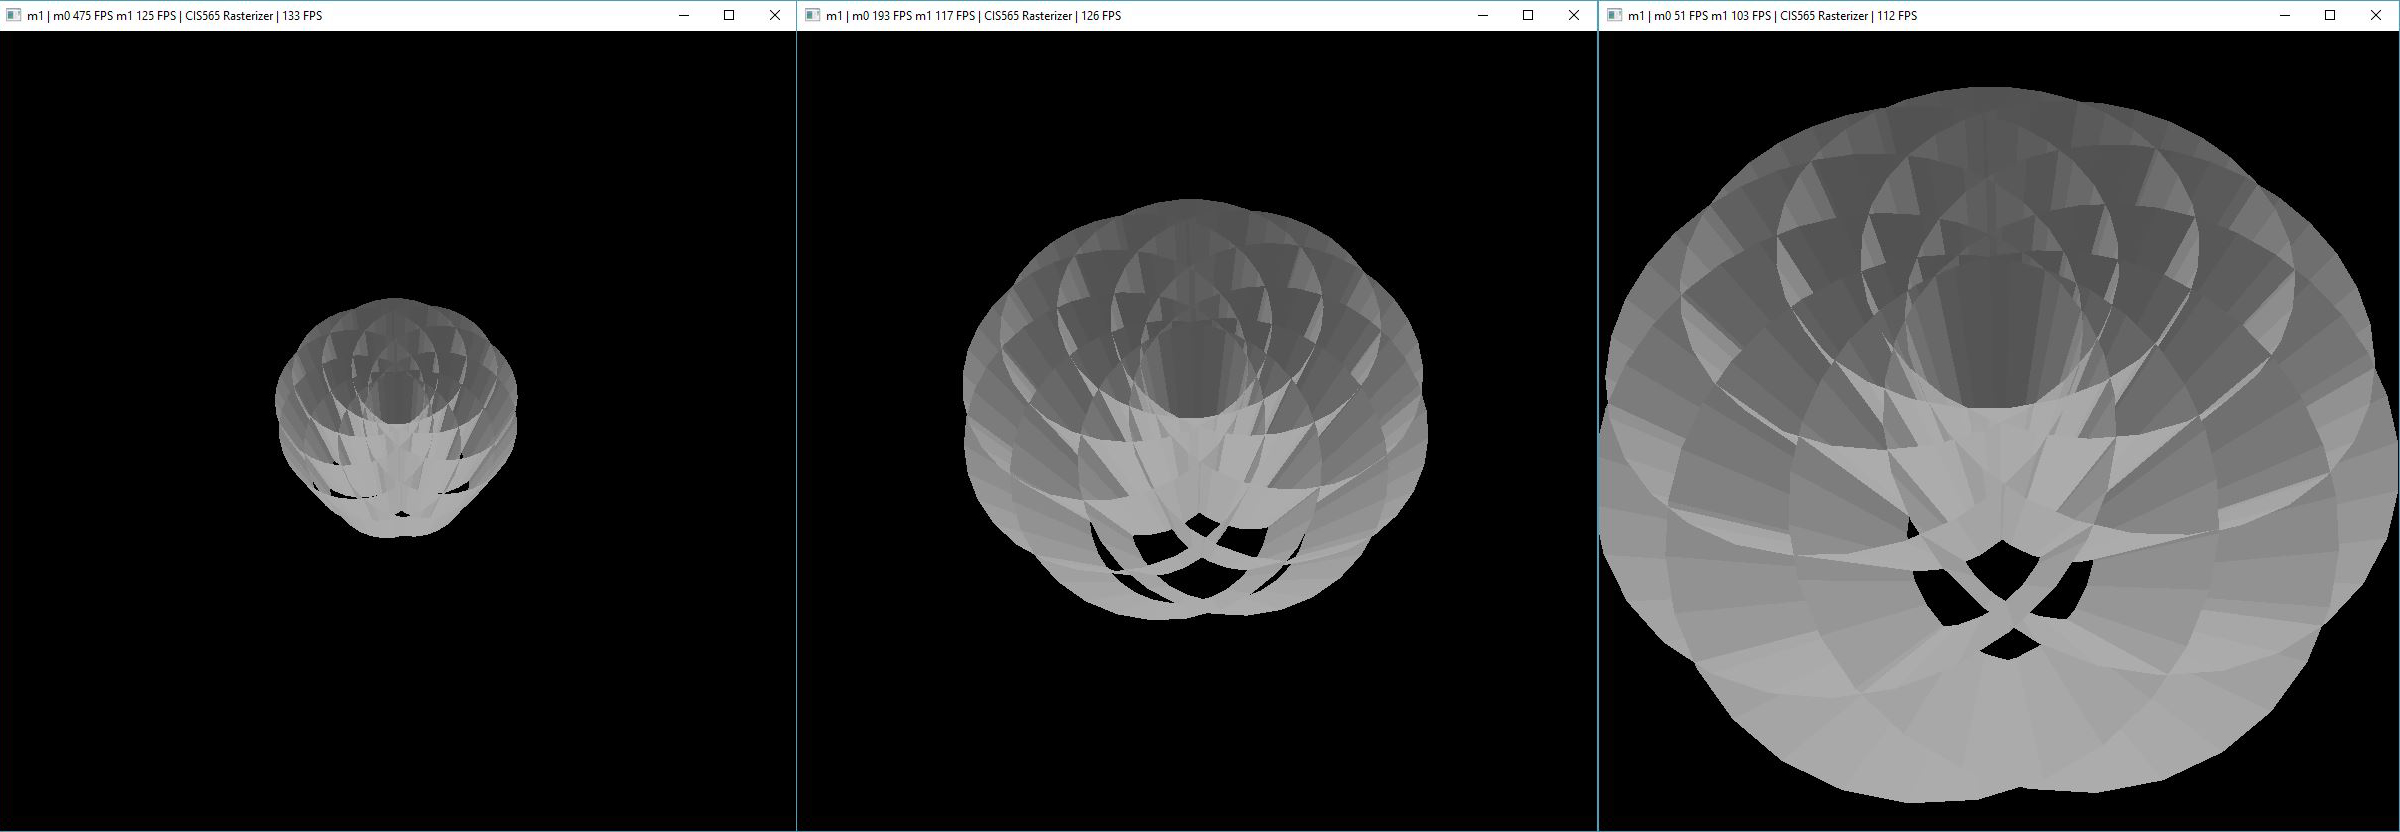 m1 | m0 475 FPS m1 125 FPS | CIS565 Rasterizer | 133 FPS
m1 | m0 193 FPS m1 117 FPS | CIS565 Rasterizer | 126 FPS
m1 | m0 51 FPS m1 103 FPS | CIS565 Rasterizer | 112 FPS